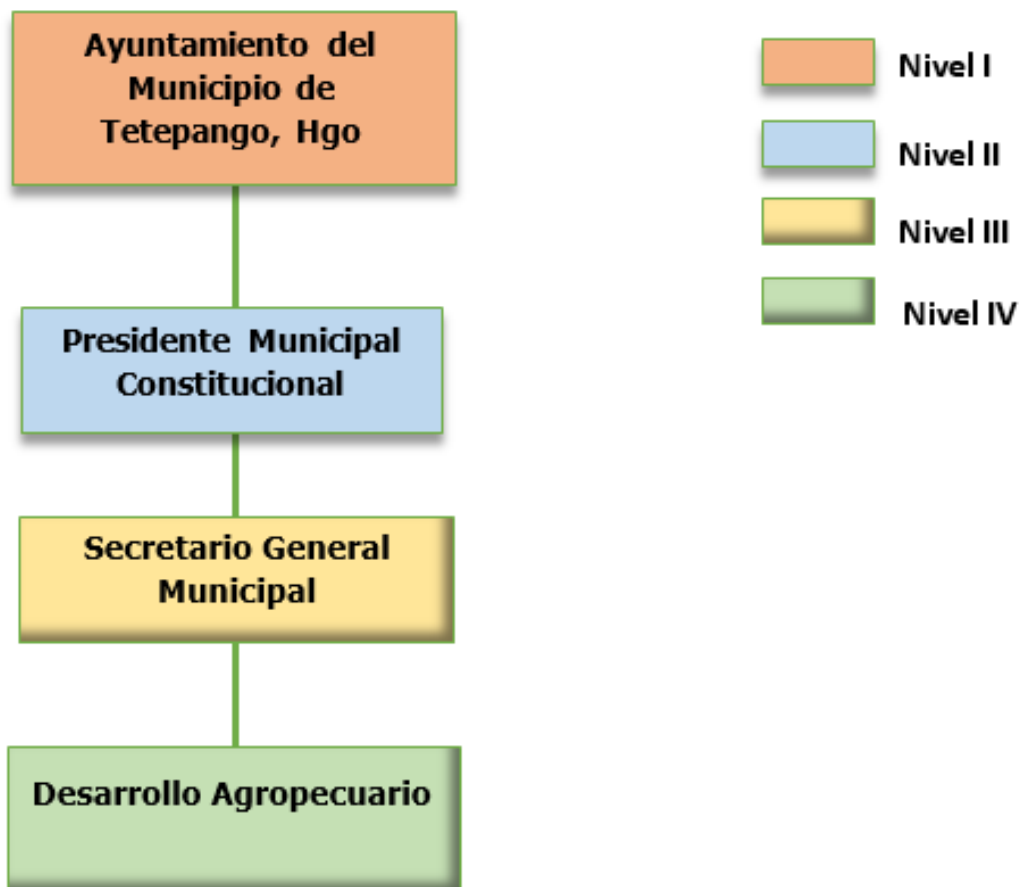 Ayuntamiento del
Municipio de
Tetepango, Hgo
Nivel I
Nivel II
Nivel III
Nivel IV
Presidente Municipal
Constitucional
Secretario General
Municipal
Desarrollo Agropecuario